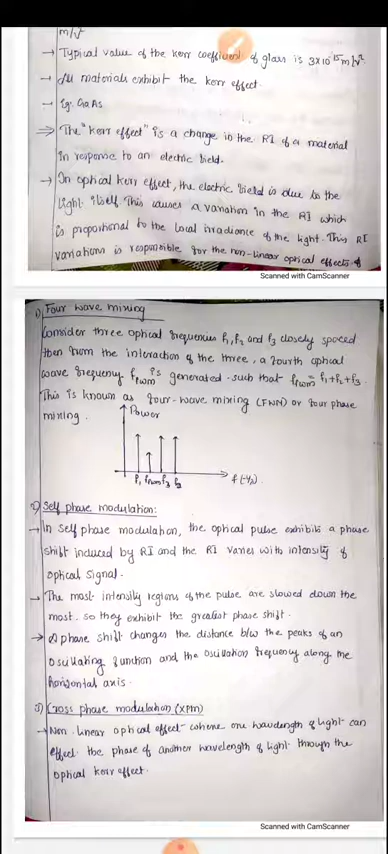 m/v²
→ Typical value of the kerr coefficient of glass is 3×10⁻¹⁵m/v².
→ All materials exhibit the kerr effect.
→ Eg. GaAs
⇒ The "kerr effect" is a change in the RI of a material
in response to an electric field.
→ In optical kerr effect, the electric field is due to the
light itself. This causes a variation in the RI which
is proportional to the local irradience of the light. This RI
variations is responsible for the non-linear optical effects of
Scanned with CamScanner
1) Four wave mixing
Consider three optical frequencies f₁, f₂ and f₃ closely spaced
then from the interaction of the three, a fourth optical
wave frequency fFWM is generated such that fFWM = f₁+f₂+f₃.
This is known as four-wave mixing (FWM) or four phase
mixing.
Power
f₁ fFWM f₃ f₂
f
2) Self phase modulation:
→ In self phase modulation, the optical pulse exhibits a phase
shift induced by RI and the RI varies with intensity of
optical signal.
→ The most intensity regions of the pulse are slowed down the
most. so they exhibit the greatest phase shift.
→ A phase shift changes the distance b/w the peaks of an
oscillating function and the oscillation frequency along the
horizontal axis.
3) Cross phase modulation (XPM)
→ Non-linear optical effect where one wavelength of light can
effect the phase of another wavelength of light through the
optical kerr effect.
Scanned with CamScanner